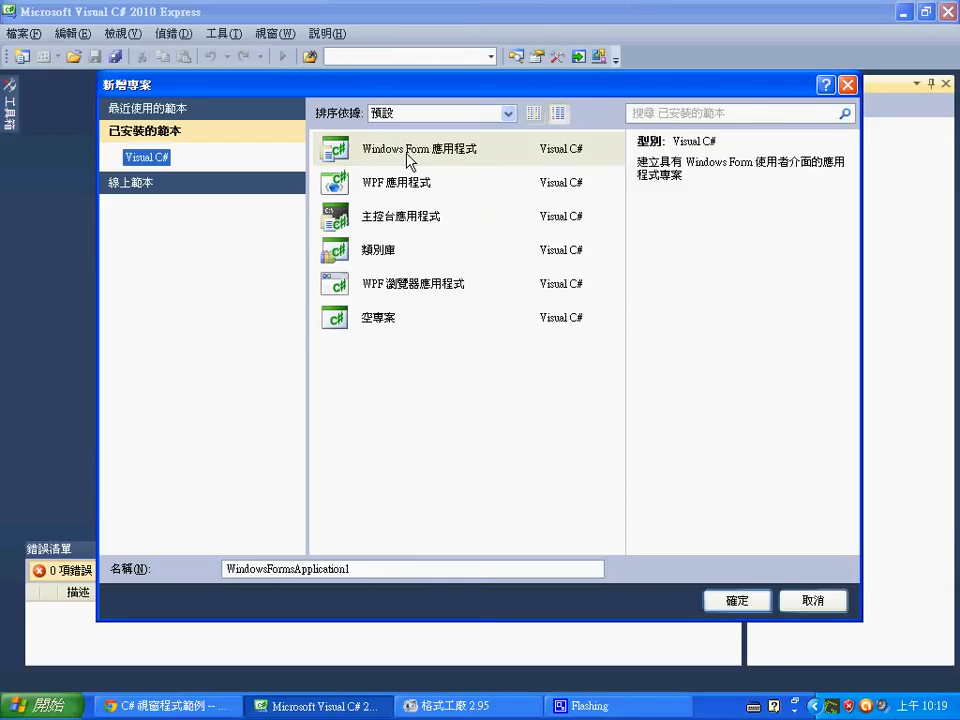 Microsoft Visual C# 2010 Express
檔案(F) 編輯(E) 檢視(V) 偵錯(D) 工具(T) 視窗(W) 說明(H)
工具箱
新增專案
最近使用的範本
已安裝的範本
Visual C#
線上範本
排序依據: 預設
搜尋 已安裝的範本
Windows Form 應用程式 Visual C#
WPF 應用程式 Visual C#
主控台應用程式 Visual C#
類別庫 Visual C#
WPF 瀏覽器應用程式 Visual C#
空專案 Visual C#
型別: Visual C#
建立具有 Windows Form 使用者介面的應用
程式專案
錯誤清單
0 項錯誤
描述
名稱(N): WindowsFormsApplication1
確定 取消
開始 C# 視窗程式範例 -- ... Microsoft Visual C# 2... 格式工廠 2.95 Flashing 上午 10:19